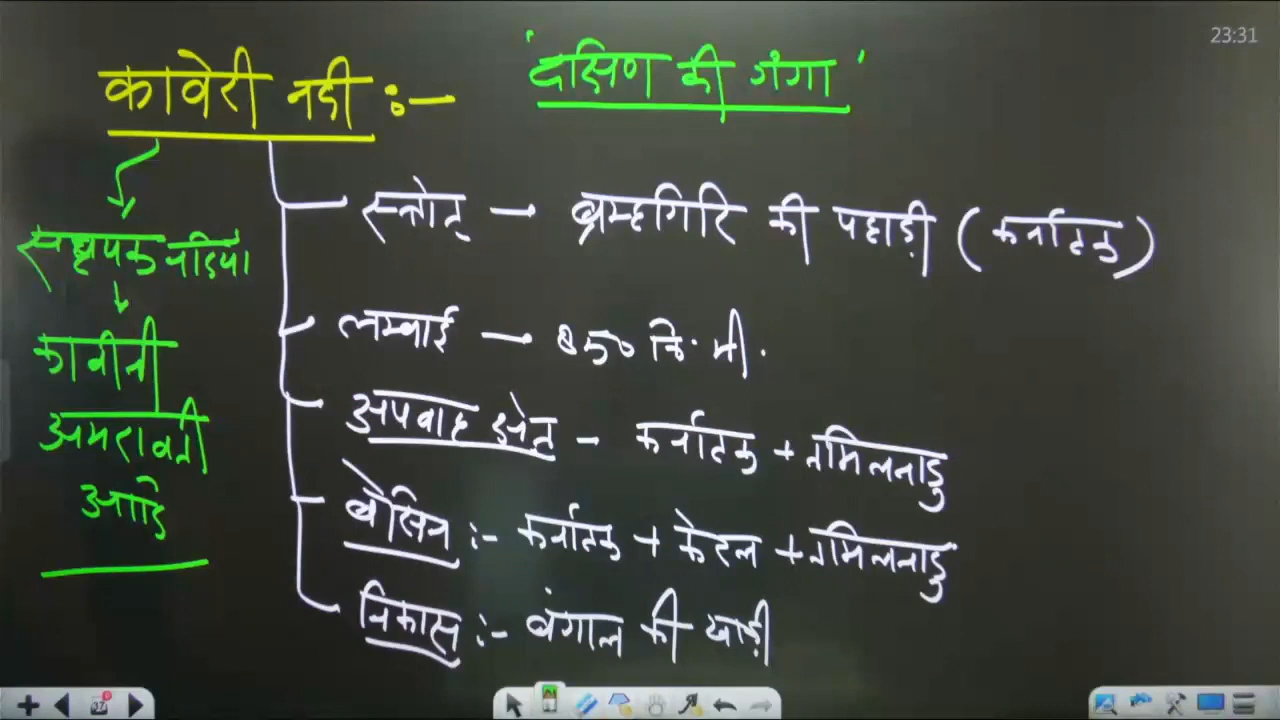 23:31
कावेरी नदी :- 'दक्षिण की गंगा'
स्त्रोत → ब्रम्हगिरि की पहाड़ी (कर्नाटक)
लम्बाई → 850 कि.मी.
अपवाह क्षेत्र - कर्नाटक + तमिलनाडु
बेसिन :- कर्नाटक + केरल + तमिलनाडु
निकास :- बंगाल की खाड़ी
सहायक नदियां
कावीनी
अमरावती
आदि